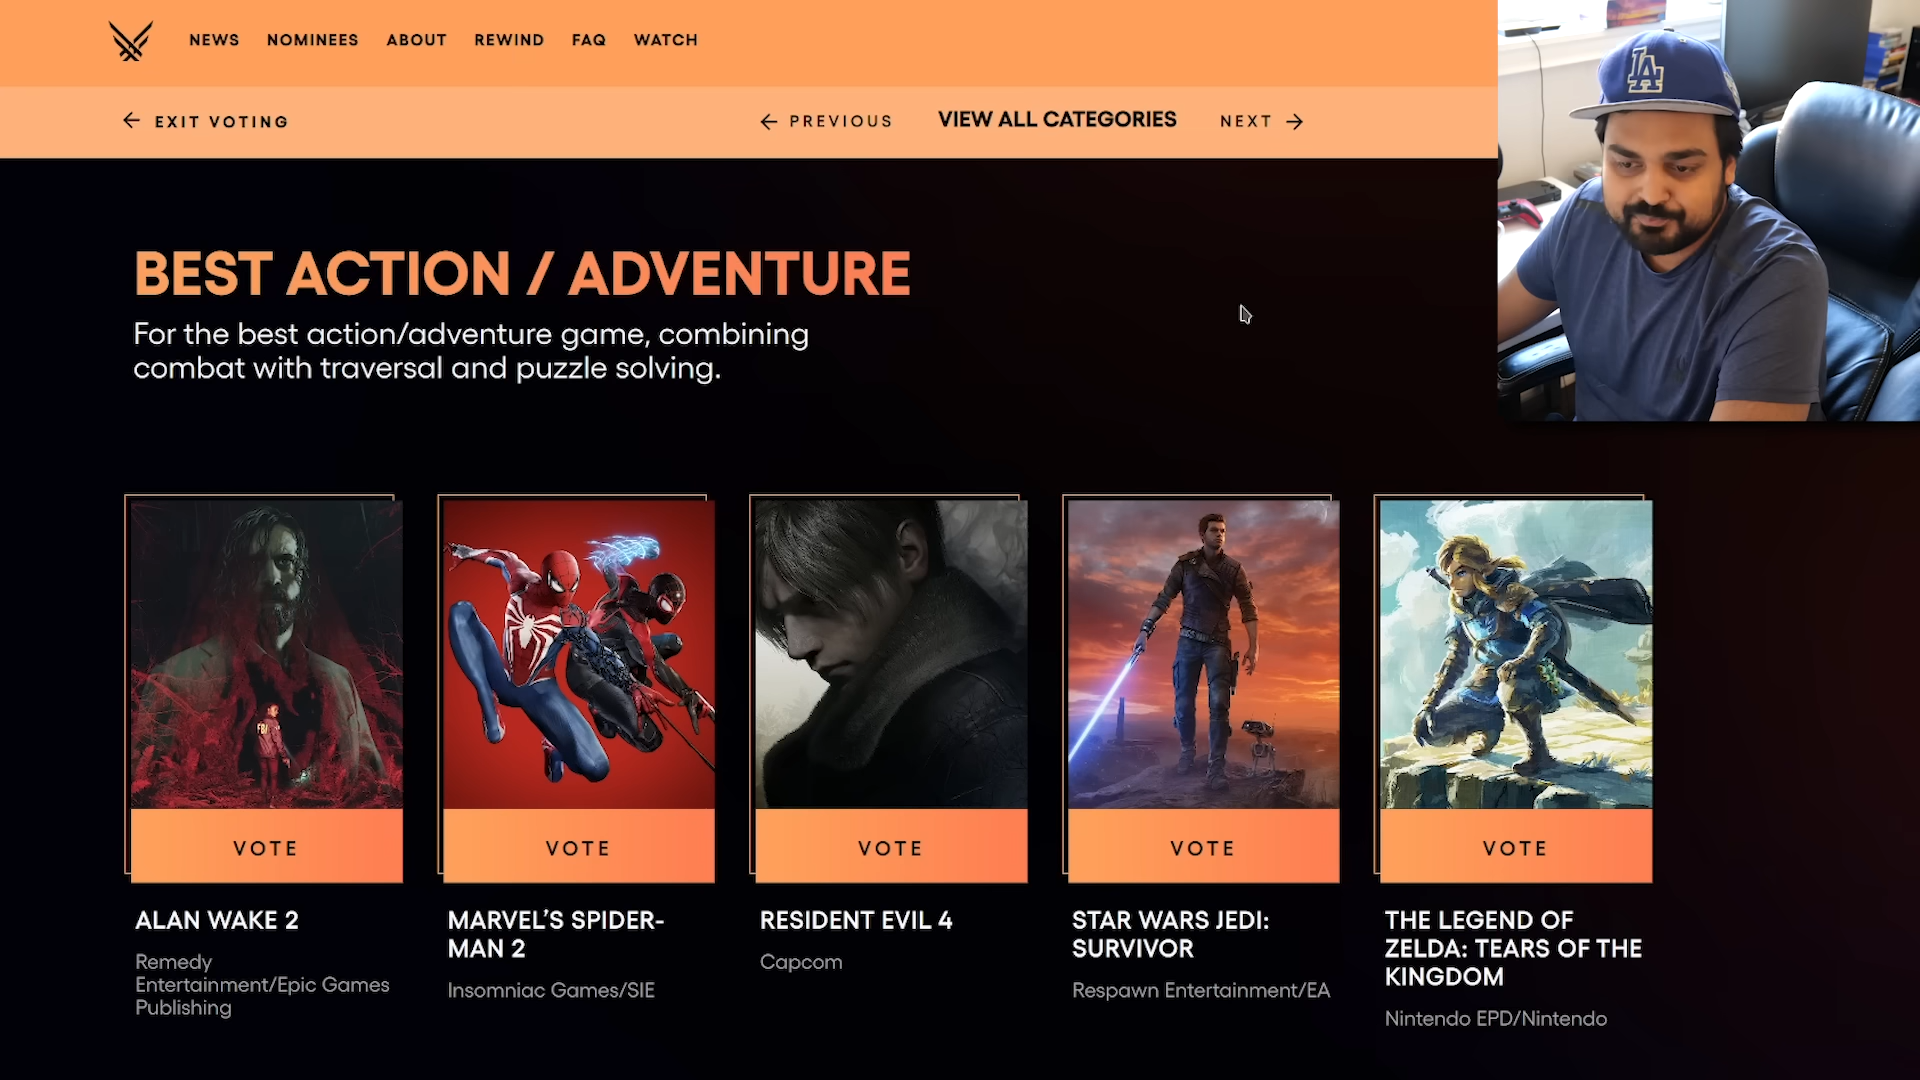 NEWS NOMINEES ABOUT REWIND FAQ WATCH
EXIT VOTING
PREVIOUS VIEW ALL CATEGORIES NEXT
LA
BEST ACTION / ADVENTURE
For the best action/adventure game, combining
combat with traversal and puzzle solving.
FBI
VOTE VOTE VOTE VOTE VOTE
ALAN WAKE 2
Remedy
Entertainment/Epic Games
Publishing
MARVEL’S SPIDER-
MAN 2
Insomniac Games/SIE
RESIDENT EVIL 4
Capcom
STAR WARS JEDI:
SURVIVOR
Respawn Entertainment/EA
THE LEGEND OF
ZELDA: TEARS OF THE
KINGDOM
Nintendo EPD/Nintendo